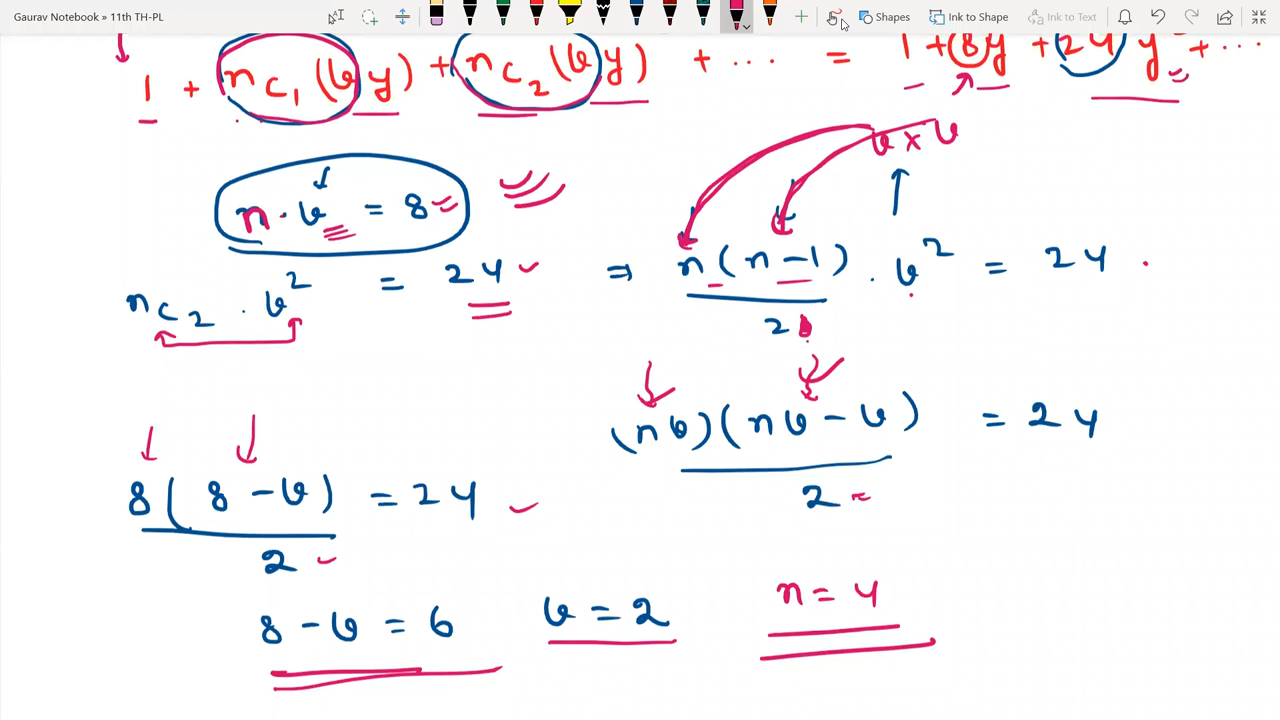 Gaurav Notebook » 11th TH-PL
Shapes
Ink to Shape
Ink to Text
1 + nC₁ (by) + nC₂ (by) + ... = 1 + 8y + 24 y + ...
b × b
n · b = 8
nC₂ · b² = 24 ⇒ n(n-1)/2 · b² = 24
(nb)(nb - b)/2 = 24
8(8 - b)/2 = 24
8 - b = 6 b = 2 n = 4